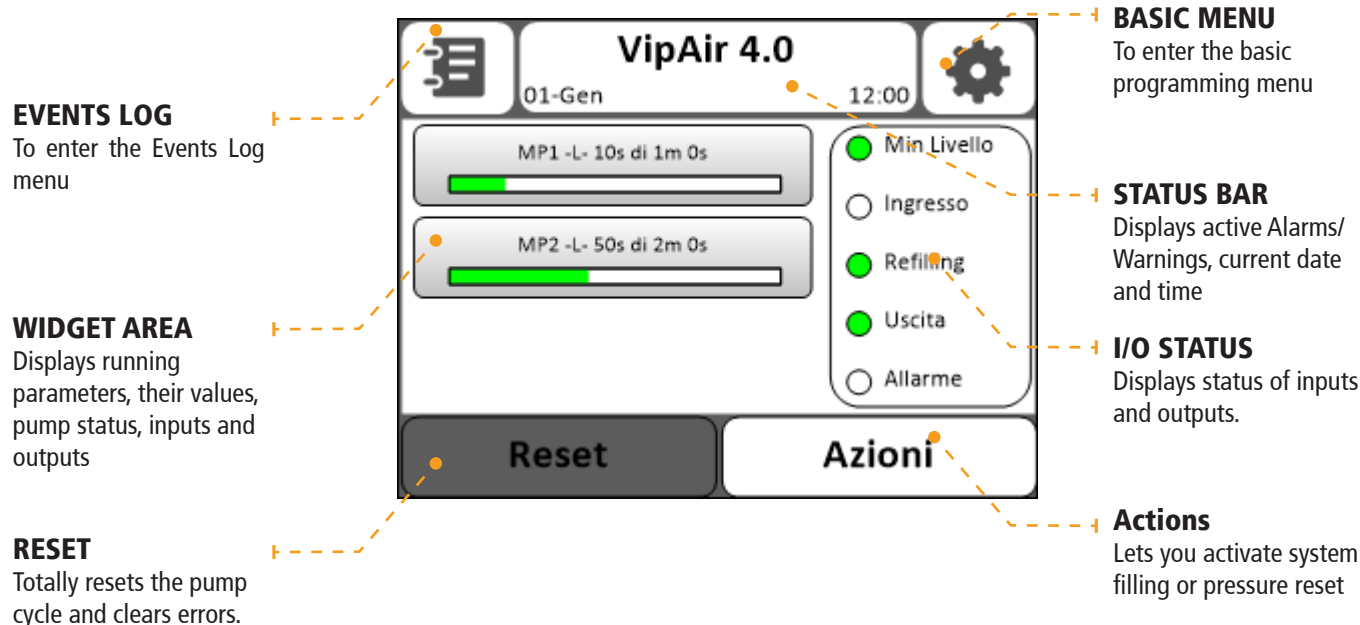 EVENTS LOG
To enter the Events Log
menu
WIDGET AREA
Displays running
parameters, their values,
pump status, inputs and
outputs
RESET
Totally resets the pump
cycle and clears errors.
VipAir 4.0
01-Gen 12:00
MP1 -L- 10s di 1m 0s
MP2 -L- 50s di 2m 0s
Min Livello
Ingresso
Refilling
Uscita
Allarme
Reset
Azioni
BASIC MENU
To enter the basic
programming menu
STATUS BAR
Displays active Alarms/
Warnings, current date
and time
I/O STATUS
Displays status of inputs
and outputs.
Actions
Lets you activate system
filling or pressure reset